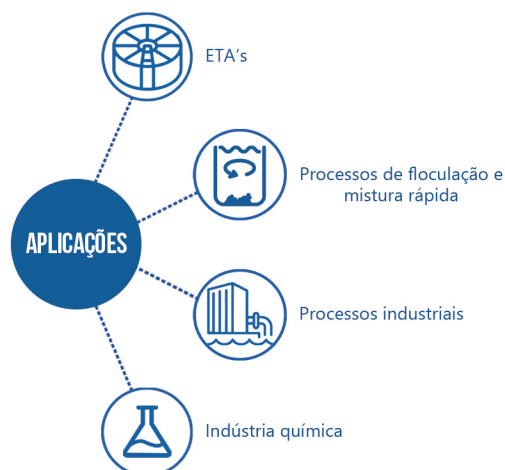 ETA's
Processos de floculação e
mistura rápida
APLICAÇÕES
Processos industriais
Indústria química